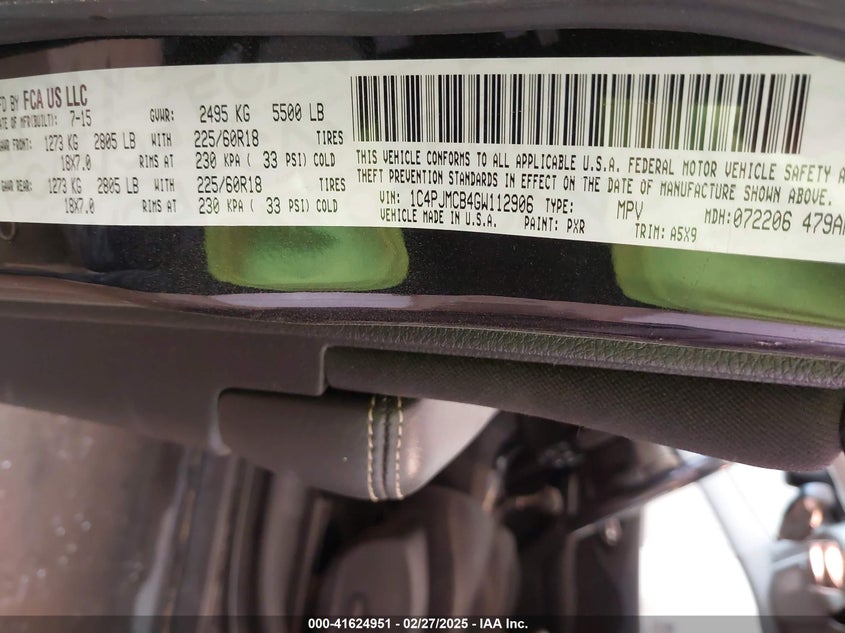 FD BY FCA US LLC
DATE OF MFR(BUILT): 7-15 GVWR: 2495 KG 5500 LB
GAWR FRONT: 1273 KG 2805 LB WITH 225/60R18 TIRES
18X7.0 RIMS AT 230 KPA ( 33 PSI) COLD
GAWR REAR: 1273 KG 2805 LB WITH 225/60R18 TIRES
18X7.0 RIMS AT 230 KPA ( 33 PSI) COLD
THIS VEHICLE CONFORMS TO ALL APPLICABLE U.S.A. FEDERAL MOTOR VEHICLE SAFETY A
THEFT PREVENTION STANDARDS IN EFFECT ON THE DATE OF MANUFACTURE SHOWN ABOVE.
VIN: 1C4PJMCB4GW112906 TYPE: MPV MDH:072206 479A
VEHICLE MADE IN U.S.A. PAINT: PXR TRIM: A5X9
000-41624951 | 02/27/2025 - IAA Inc.